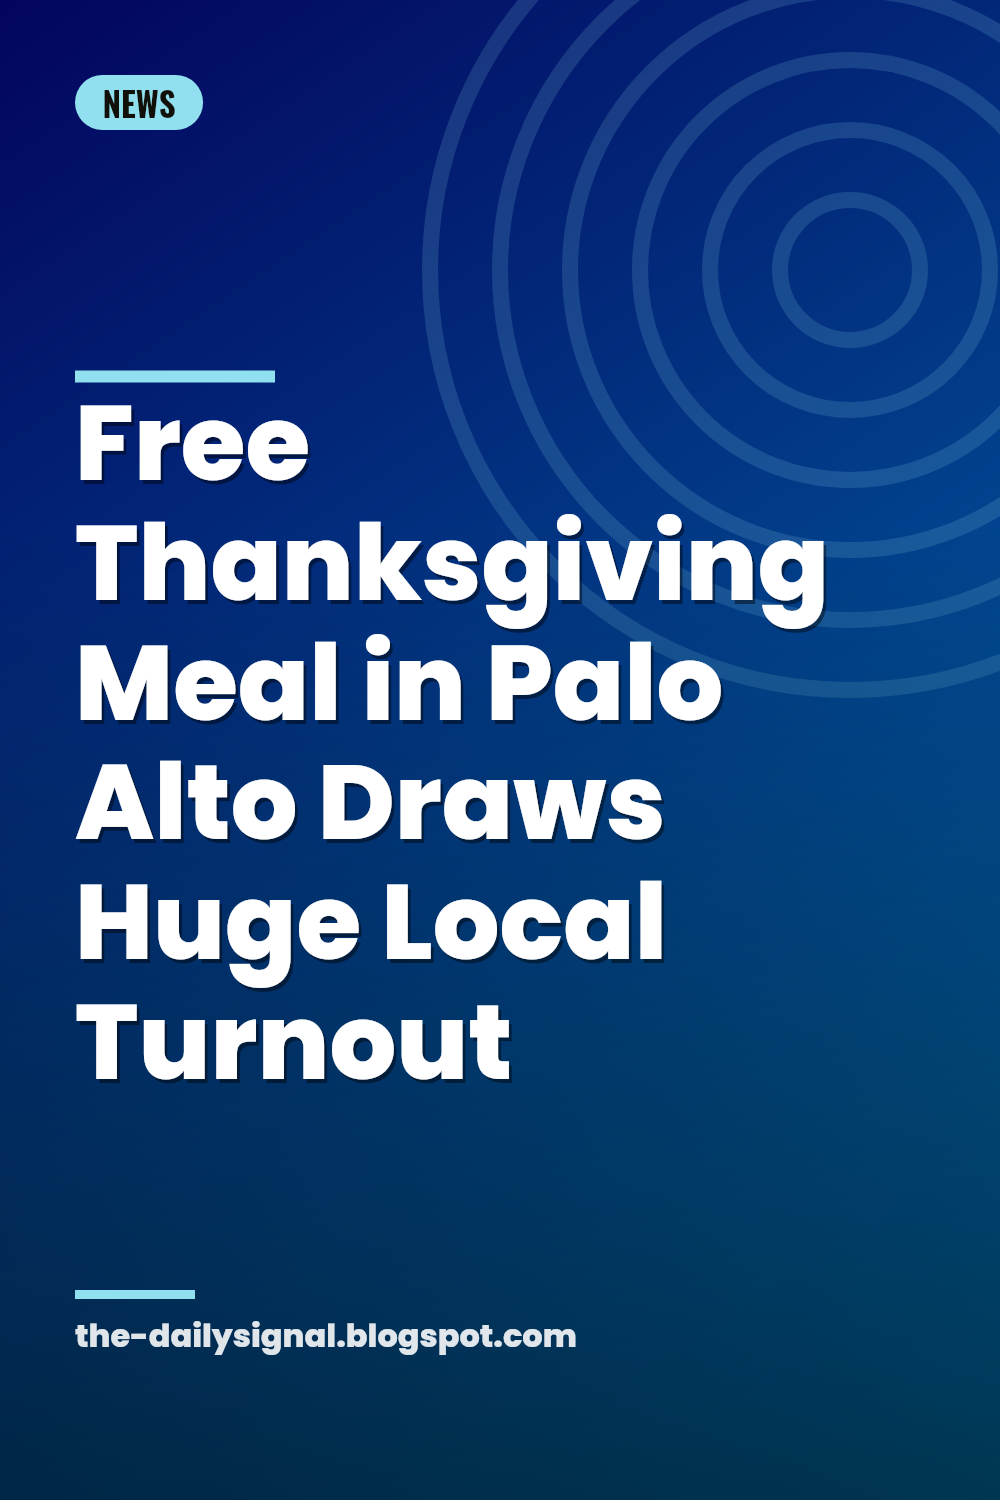 NEWS
Free
Thanksgiving
Meal in Palo
Alto Draws
Huge Local
Turnout
the-dailysignal.blogspot.com